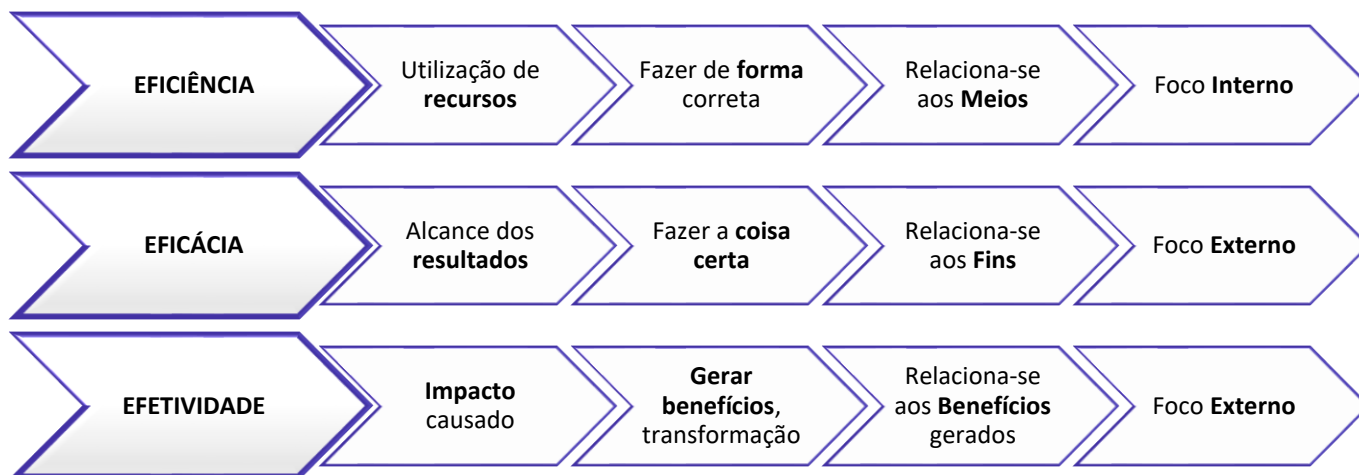 EFICIÊNCIA
Utilização de
recursos
Fazer de forma
correta
Relaciona-se
aos Meios
Foco Interno
EFICÁCIA
Alcance dos
resultados
Fazer a coisa
certa
Relaciona-se
aos Fins
Foco Externo
EFETIVIDADE
Impacto
causado
Gerar
benefícios,
transformação
Relaciona-se
aos Benefícios
gerados
Foco Externo